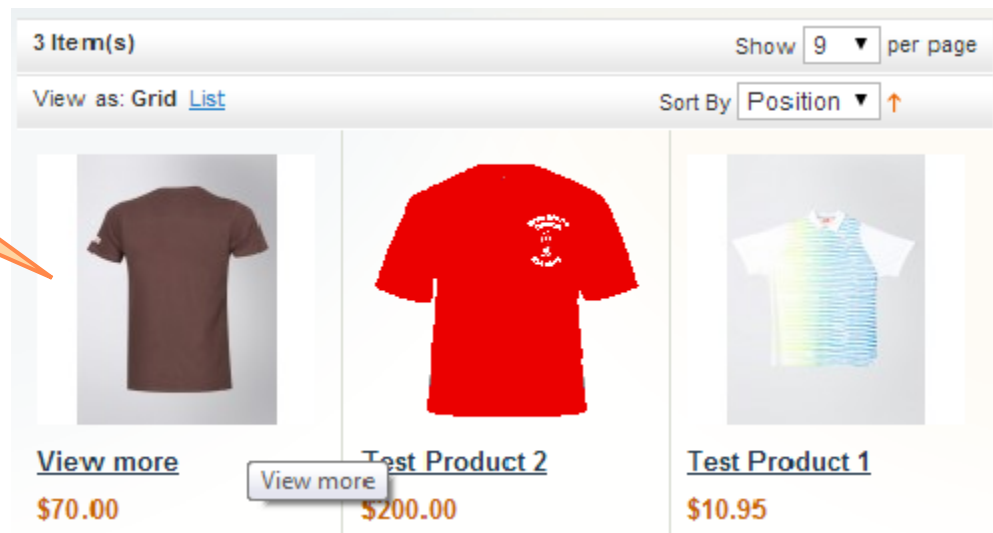 3 Item(s)
Show 9 per page
View as: Grid List
Sort By Position
View more
Test Product 2
Test Product 1
View more
$70.00
$200.00
$10.95